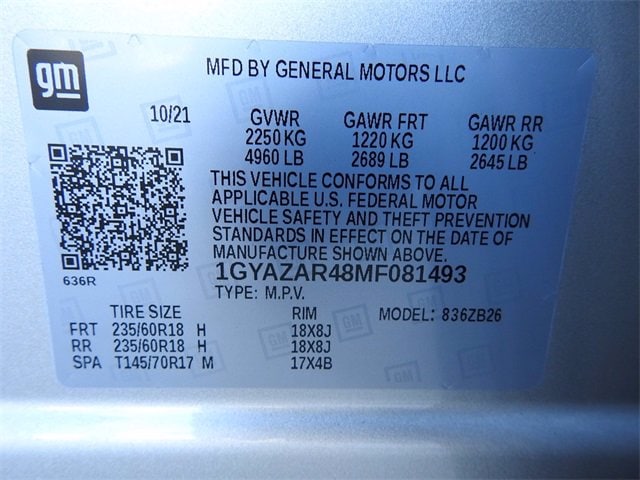 gm
MFD BY GENERAL MOTORS LLC
10/21 GVWR GAWR FRT GAWR RR
2250 KG 1220 KG 1200 KG
4960 LB 2689 LB 2645 LB
THIS VEHICLE CONFORMS TO ALL
APPLICABLE U.S. FEDERAL MOTOR
VEHICLE SAFETY AND THEFT PREVENTION
STANDARDS IN EFFECT ON THE DATE OF
MANUFACTURE SHOWN ABOVE.
636R
1GYAZAR48MF081493
TYPE: M.P.V.
TIRE SIZE RIM MODEL: 836ZB26
FRT 235/60R18 H 18X8J
RR 235/60R18 H 18X8J
SPA T145/70R17 M 17X4B